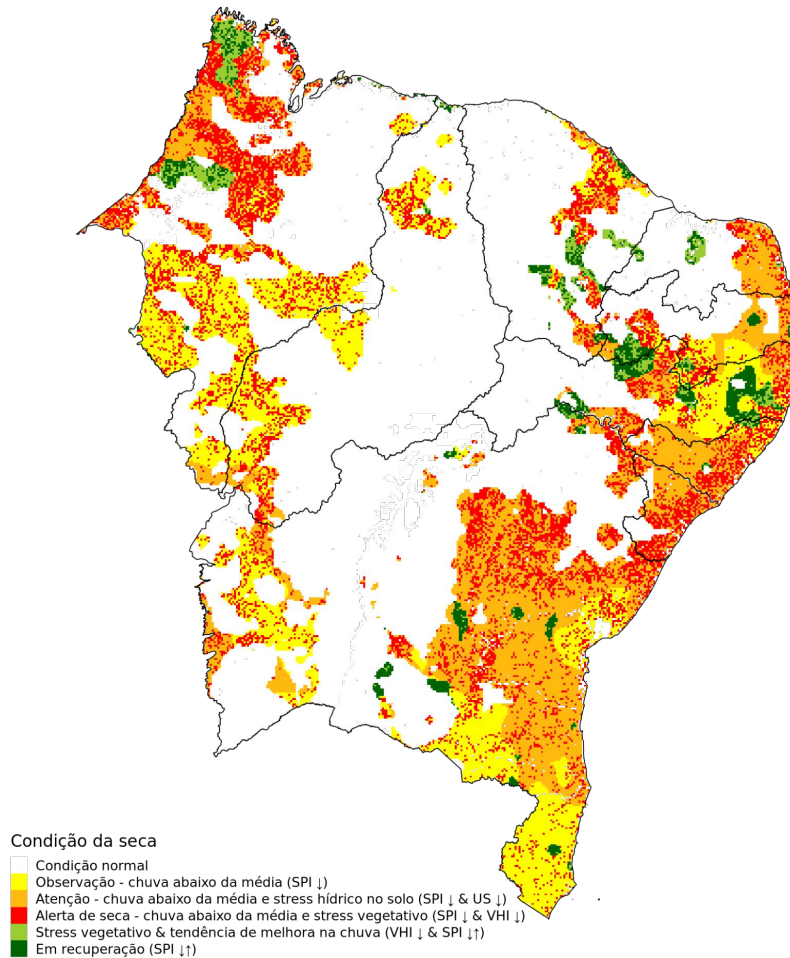 Condição da seca
Condição normal
Observação - chuva abaixo da média (SPI ↓)
Atenção - chuva abaixo da média e stress hídrico no solo (SPI ↓ & US ↓)
Alerta de seca - chuva abaixo da média e stress vegetativo (SPI ↓ & VHI ↓)
Stress vegetativo & tendência de melhora na chuva (VHI ↓ & SPI ↓↑)
Em recuperação (SPI ↓↑)